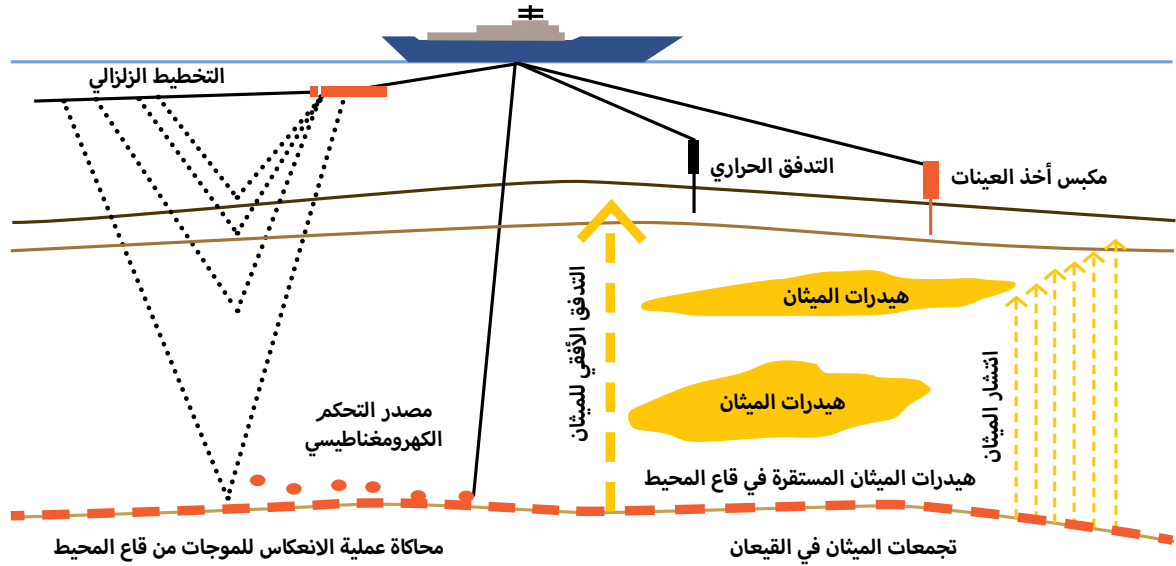 التخطيط الزلزالي
التدفق الحراري
مكبس أخذ العينات
هيدرات الميثان
التدفق الأفقي للميثان
انتشار الميثان
هيدرات الميثان
مصدر التحكم
الكهرومغناطيسي
هيدرات الميثان المستقرة في قاع المحيط
تجمعات الميثان في القيعان
محاكاة عملية الانعكاس للموجات من قاع المحيط